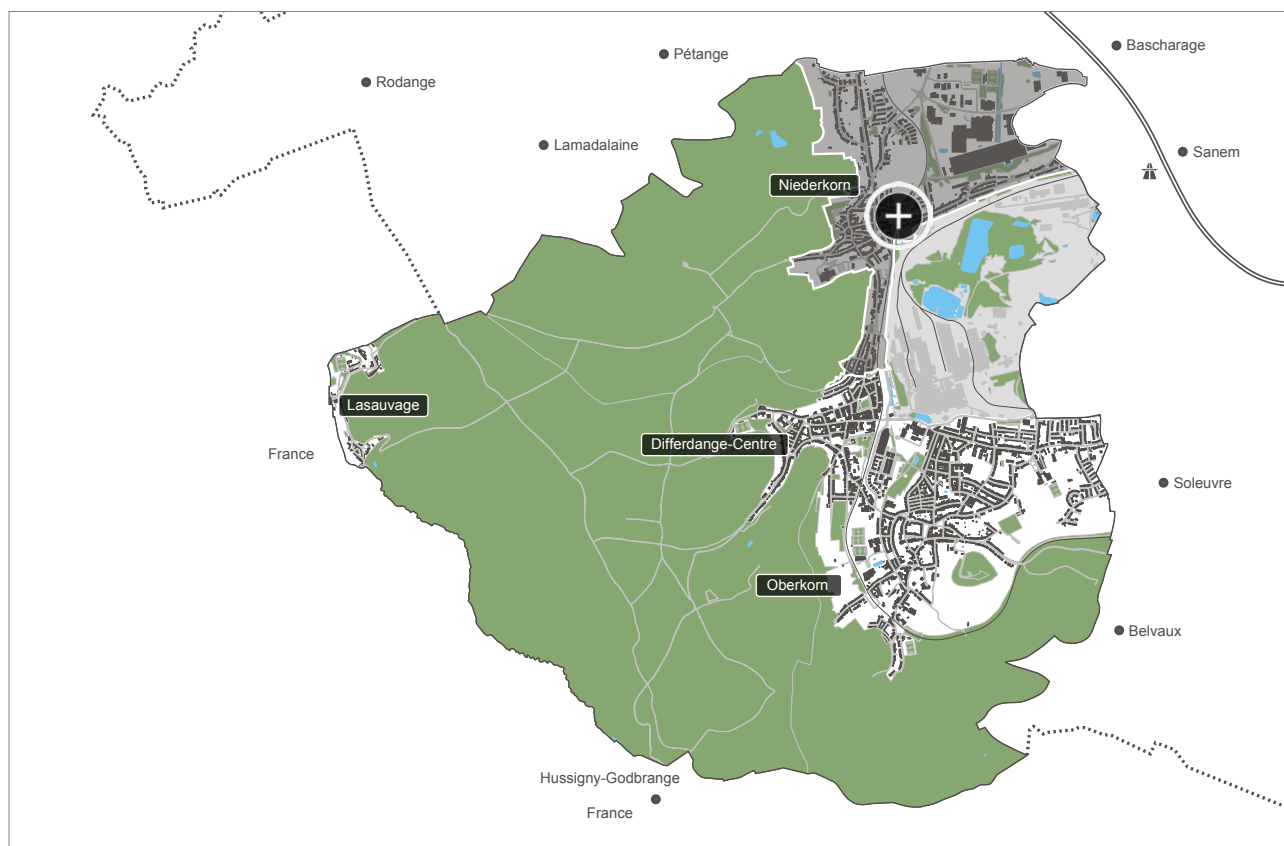 Bascharage
Pétange
Rodange
Lamadalaine
Sanem
Niederkorn
Lasauvage
Differdange-Centre
France
Soleuvre
Oberkorn
Belvaux
Hussigny-Godbrange
France